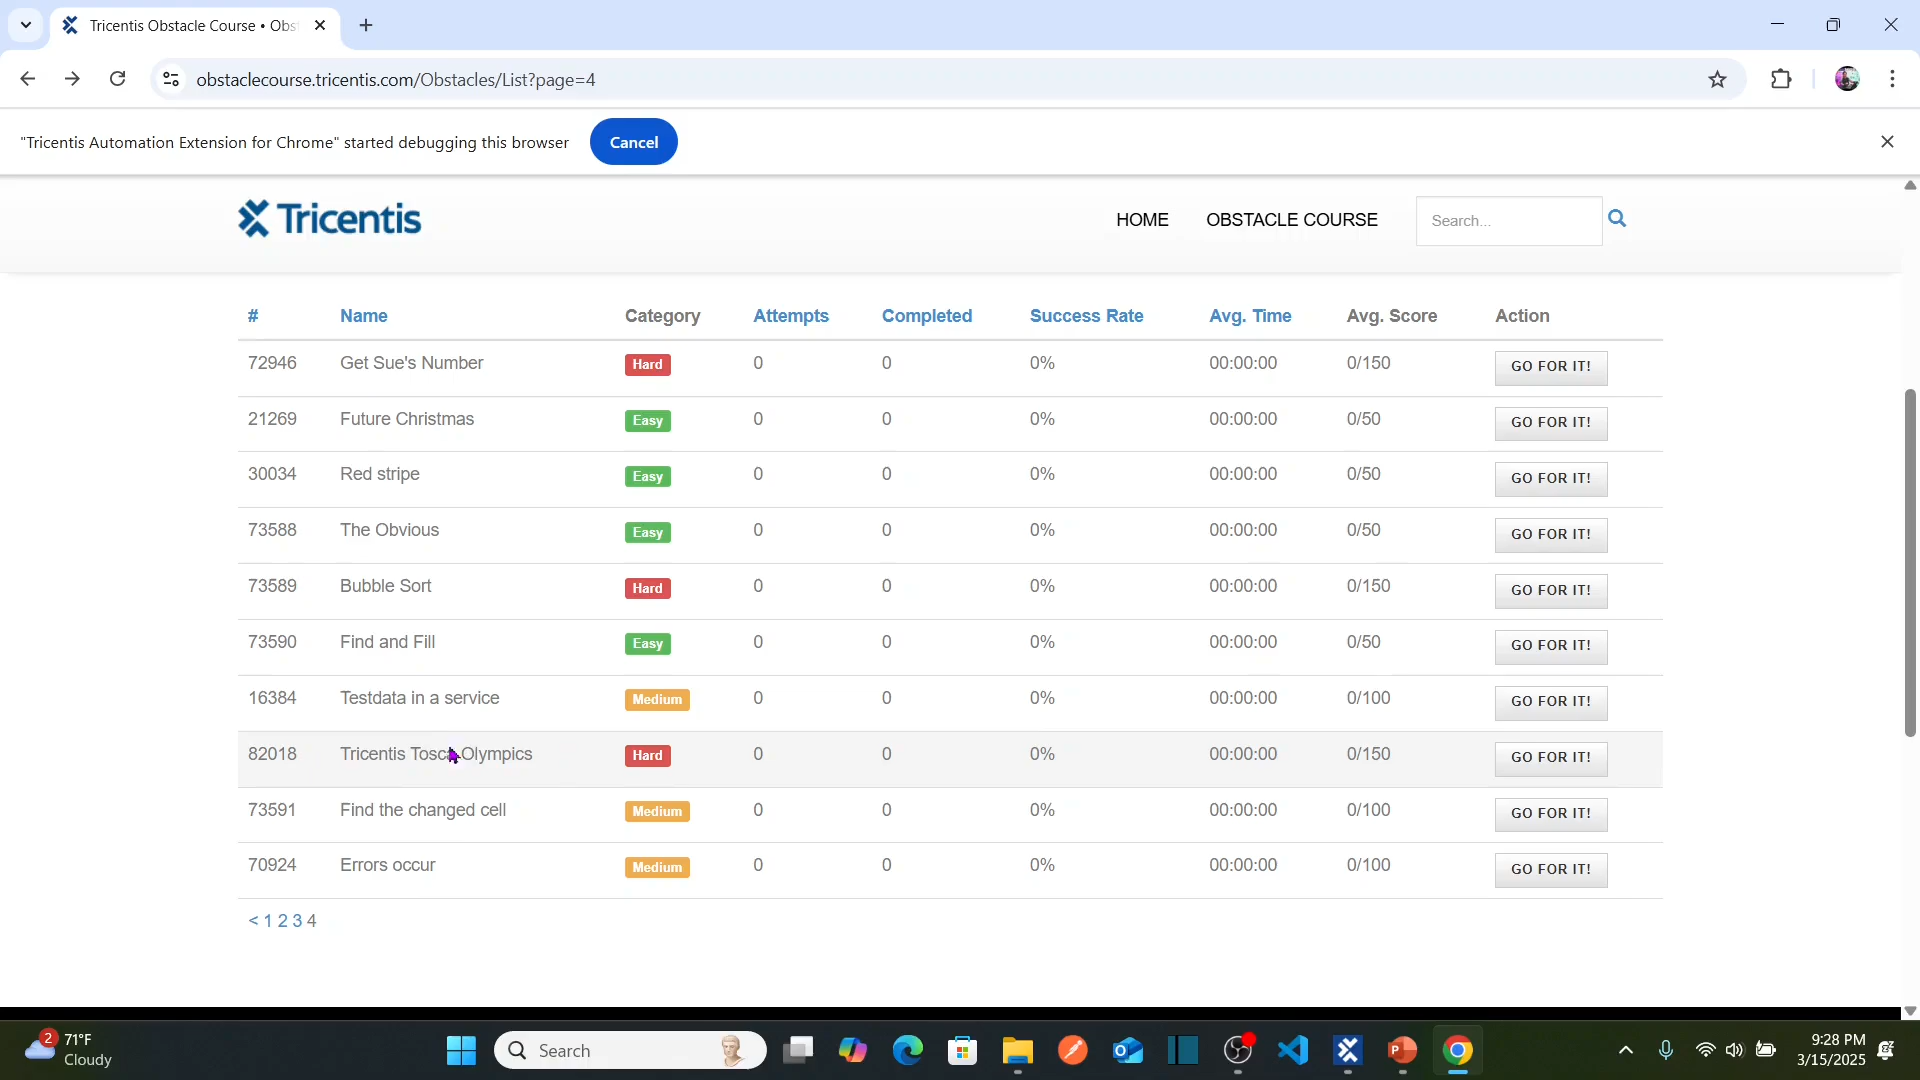 Tricentis Obstacle Course • Obs
obstaclecourse.tricentis.com/Obstacles/List?page=4
"Tricentis Automation Extension for Chrome" started debugging this browser Cancel
Tricentis HOME OBSTACLE COURSE Search...
# Name Category Attempts Completed Success Rate Avg. Time Avg. Score Action
72946 Get Sue's Number Hard 0 0 0% 00:00:00 0/150 GO FOR IT!
21269 Future Christmas Easy 0 0 0% 00:00:00 0/50 GO FOR IT!
30034 Red stripe Easy 0 0 0% 00:00:00 0/50 GO FOR IT!
73588 The Obvious Easy 0 0 0% 00:00:00 0/50 GO FOR IT!
73589 Bubble Sort Hard 0 0 0% 00:00:00 0/150 GO FOR IT!
73590 Find and Fill Easy 0 0 0% 00:00:00 0/50 GO FOR IT!
16384 Testdata in a service Medium 0 0 0% 00:00:00 0/100 GO FOR IT!
82018 Tricentis Tosca Olympics Hard 0 0 0% 00:00:00 0/150 GO FOR IT!
73591 Find the changed cell Medium 0 0 0% 00:00:00 0/100 GO FOR IT!
70924 Errors occur Medium 0 0 0% 00:00:00 0/100 GO FOR IT!
< 1 2 3 4
2 71°F
Cloudy
Search
9:28 PM
3/15/2025